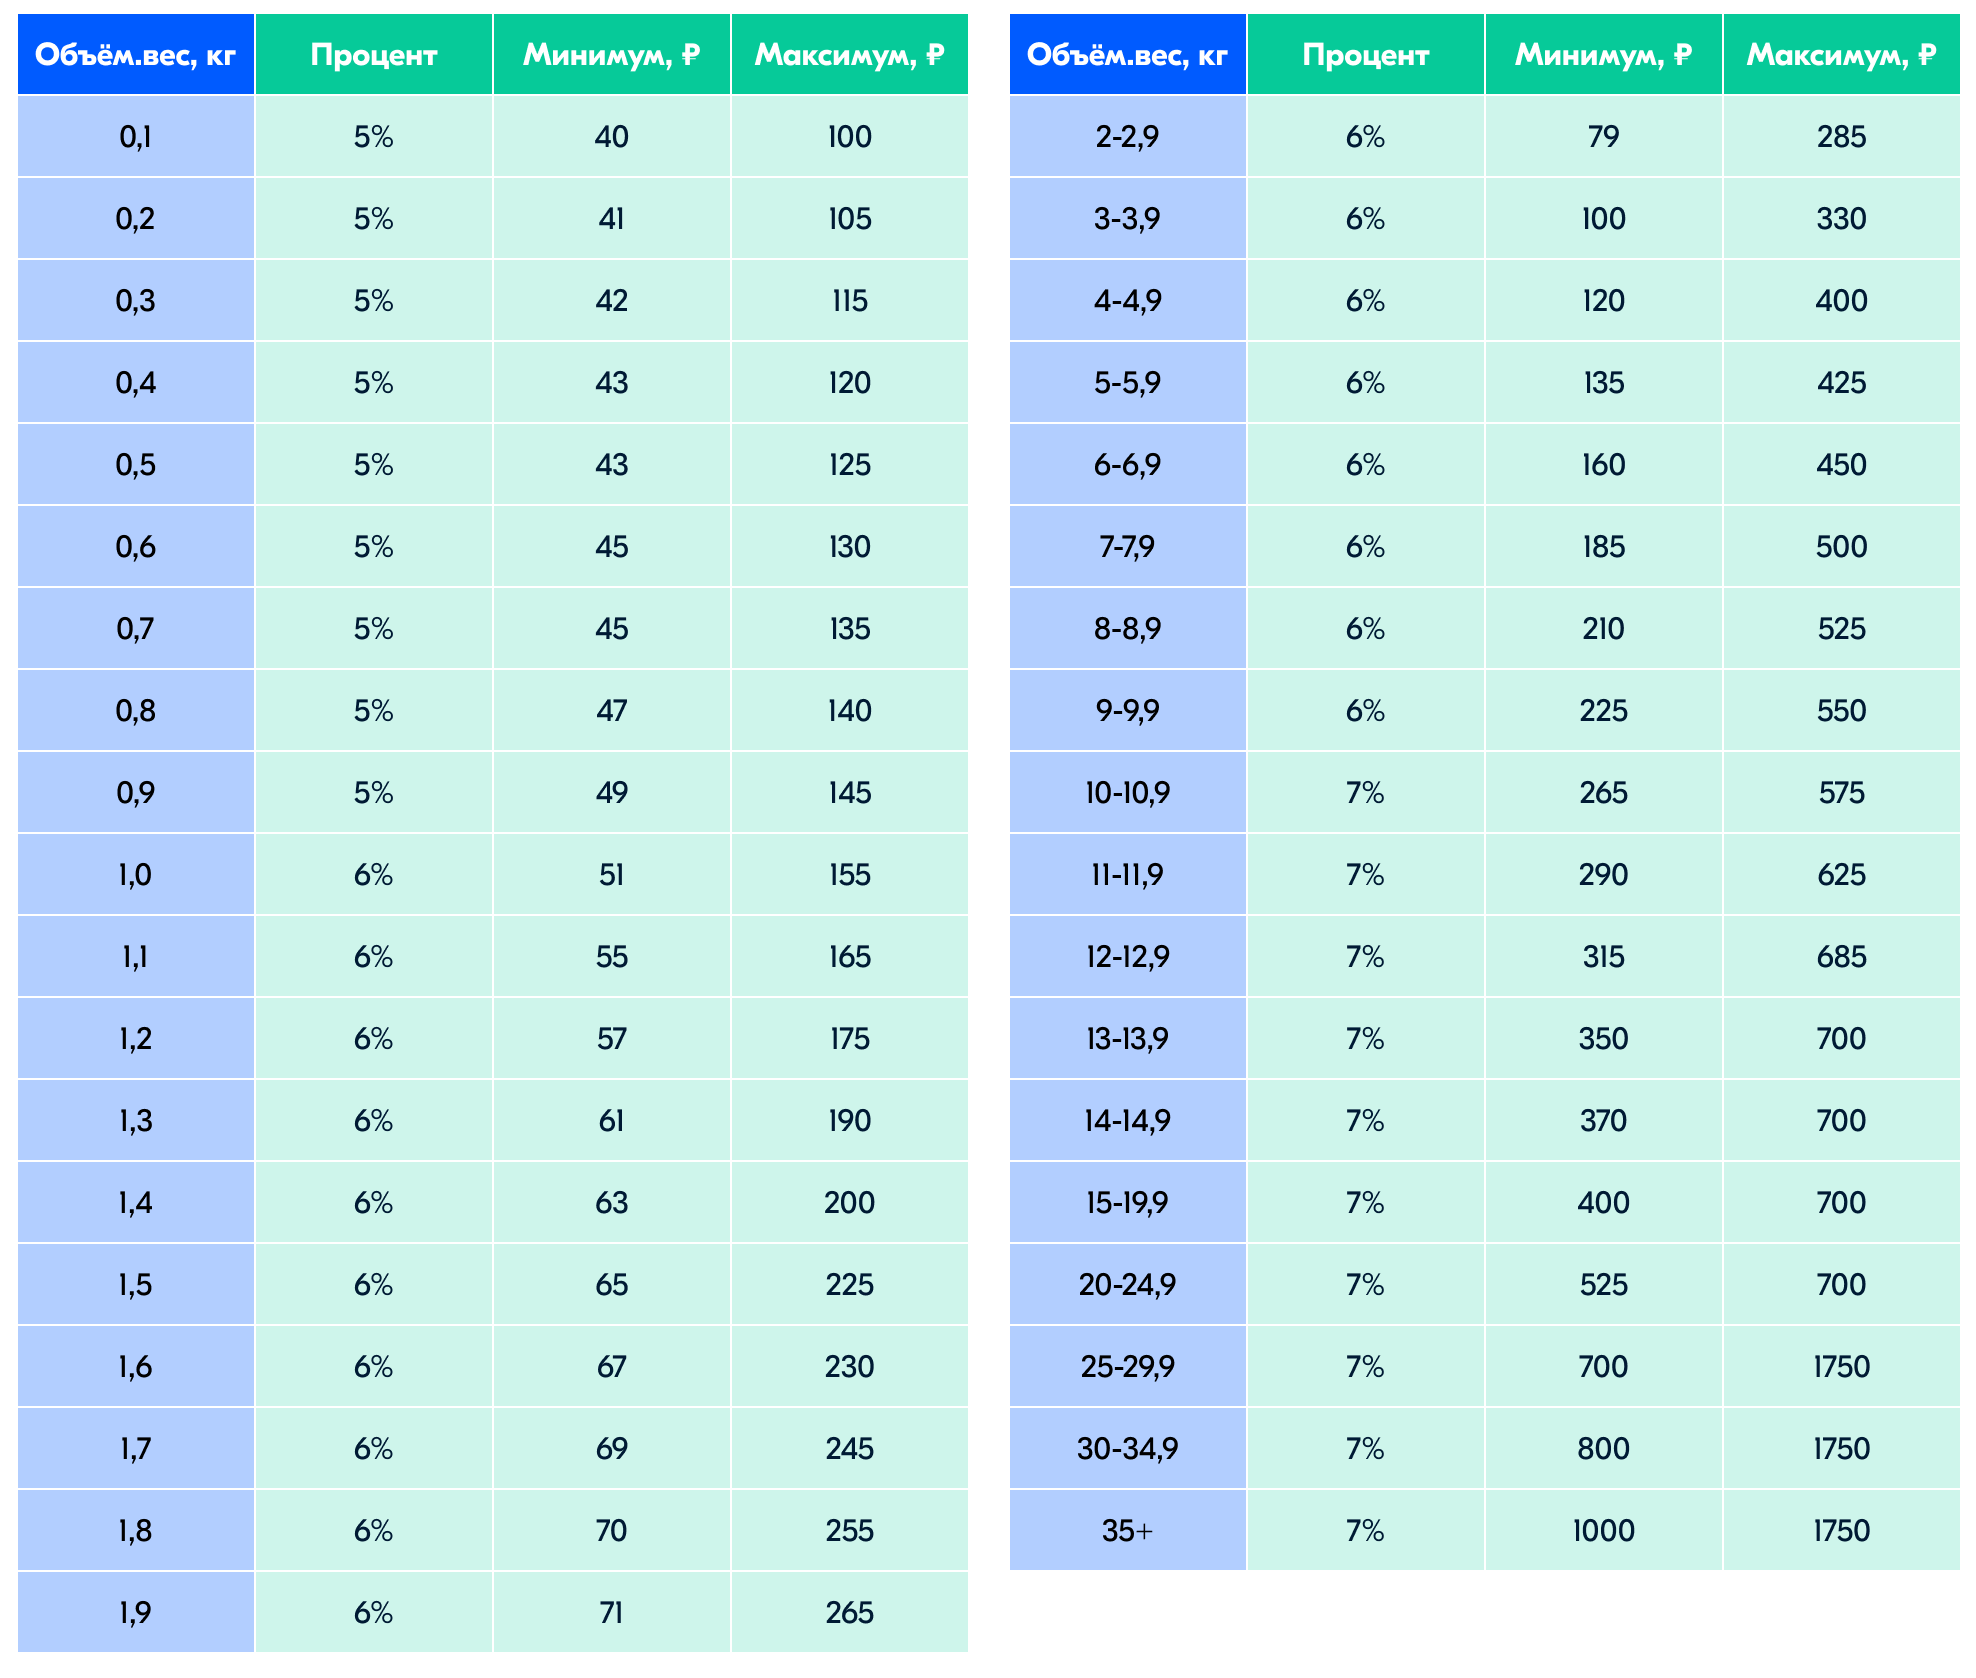 Объём.вес, кг Процент Минимум, ₽ Максимум, ₽
0,1 5% 40 100
0,2 5% 41 105
0,3 5% 42 115
0,4 5% 43 120
0,5 5% 43 125
0,6 5% 45 130
0,7 5% 45 135
0,8 5% 47 140
0,9 5% 49 145
1,0 6% 51 155
1,1 6% 55 165
1,2 6% 57 175
1,3 6% 61 190
1,4 6% 63 200
1,5 6% 65 225
1,6 6% 67 230
1,7 6% 69 245
1,8 6% 70 255
1,9 6% 71 265
Объём.вес, кг Процент Минимум, ₽ Максимум, ₽
2-2,9 6% 79 285
3-3,9 6% 100 330
4-4,9 6% 120 400
5-5,9 6% 135 425
6-6,9 6% 160 450
7-7,9 6% 185 500
8-8,9 6% 210 525
9-9,9 6% 225 550
10-10,9 7% 265 575
11-11,9 7% 290 625
12-12,9 7% 315 685
13-13,9 7% 350 700
14-14,9 7% 370 700
15-19,9 7% 400 700
20-24,9 7% 525 700
25-29,9 7% 700 1750
30-34,9 7% 800 1750
35+ 7% 1000 1750